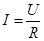 I = U/R